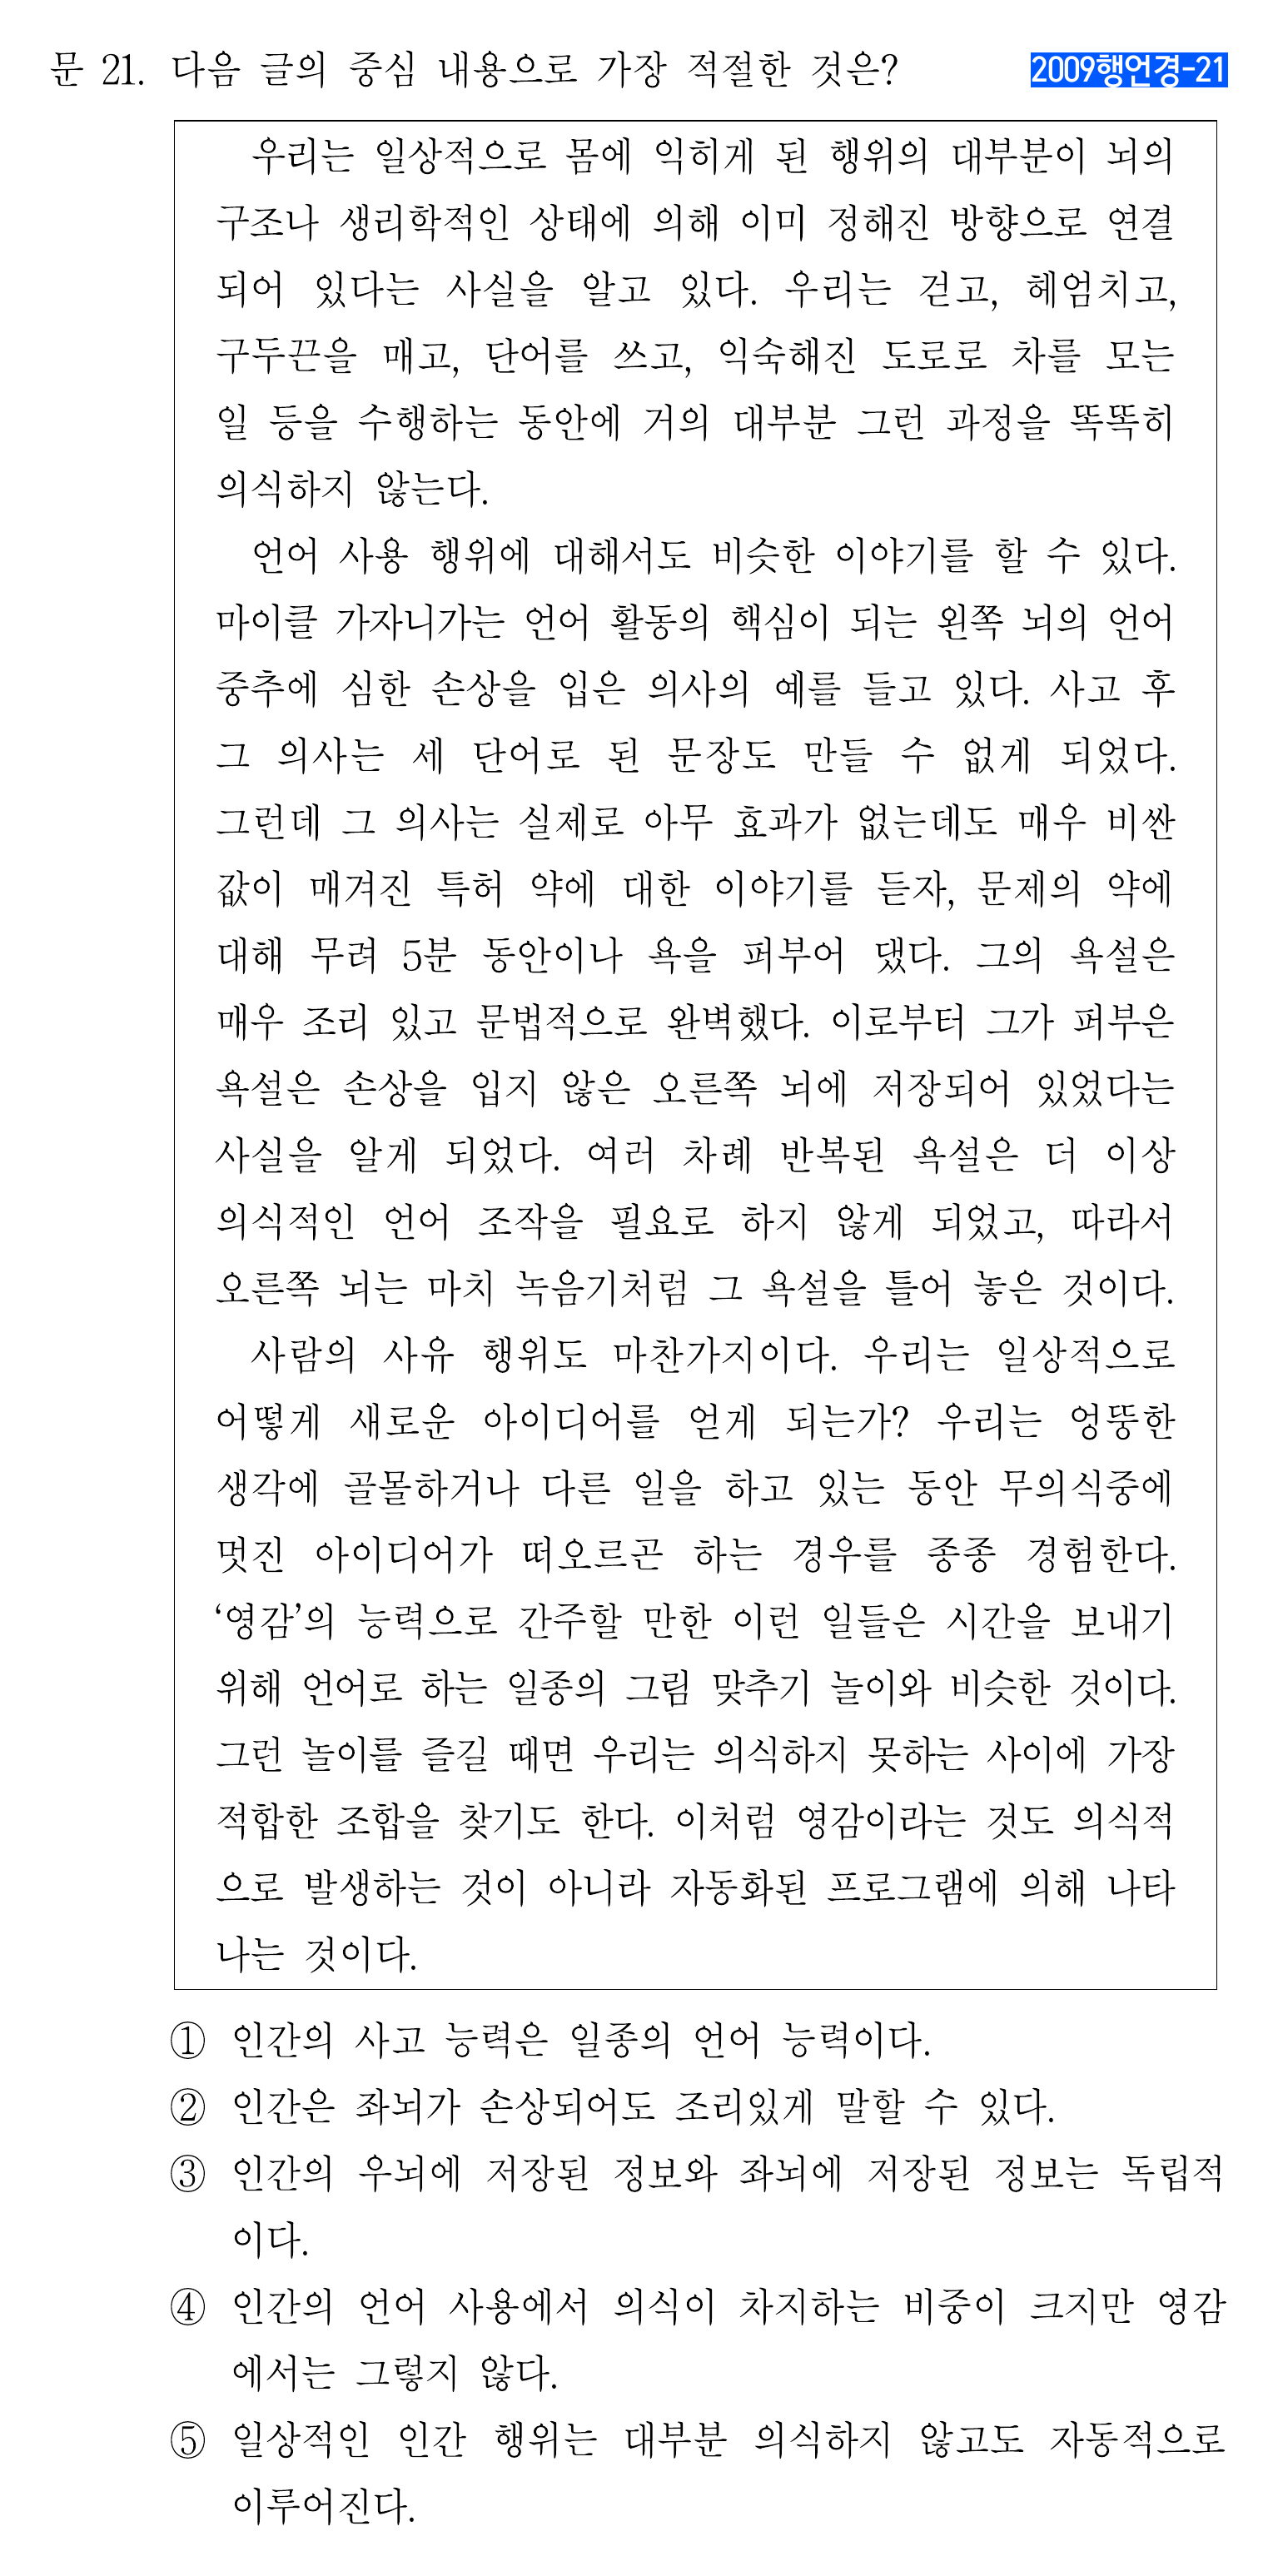 문 21. 다음 글의 중심 내용으로 가장 적절한 것은? 2009행언경-21
우리는 일상적으로 몸에 익히게 된 행위의 대부분이 뇌의
구조나 생리학적인 상태에 의해 이미 정해진 방향으로 연결
되어 있다는 사실을 알고 있다. 우리는 걷고, 헤엄치고,
구두끈을 매고, 단어를 쓰고, 익숙해진 도로로 차를 모는
일 등을 수행하는 동안에 거의 대부분 그런 과정을 똑똑히
의식하지 않는다.
언어 사용 행위에 대해서도 비슷한 이야기를 할 수 있다.
마이클 가자니가는 언어 활동의 핵심이 되는 왼쪽 뇌의 언어
중추에 심한 손상을 입은 의사의 예를 들고 있다. 사고 후
그 의사는 세 단어로 된 문장도 만들 수 없게 되었다.
그런데 그 의사는 실제로 아무 효과가 없는데도 매우 비싼
값이 매겨진 특허 약에 대한 이야기를 듣자, 문제의 약에
대해 무려 5분 동안이나 욕을 퍼부어 댔다. 그의 욕설은
매우 조리 있고 문법적으로 완벽했다. 이로부터 그가 퍼부은
욕설은 손상을 입지 않은 오른쪽 뇌에 저장되어 있었다는
사실을 알게 되었다. 여러 차례 반복된 욕설은 더 이상
의식적인 언어 조작을 필요로 하지 않게 되었고, 따라서
오른쪽 뇌는 마치 녹음기처럼 그 욕설을 틀어 놓은 것이다.
사람의 사유 행위도 마찬가지이다. 우리는 일상적으로
어떻게 새로운 아이디어를 얻게 되는가? 우리는 엉뚱한
생각에 골몰하거나 다른 일을 하고 있는 동안 무의식중에
멋진 아이디어가 떠오르곤 하는 경우를 종종 경험한다.
‘영감’의 능력으로 간주할 만한 이런 일들은 시간을 보내기
위해 언어로 하는 일종의 그림 맞추기 놀이와 비슷한 것이다.
그런 놀이를 즐길 때면 우리는 의식하지 못하는 사이에 가장
적합한 조합을 찾기도 한다. 이처럼 영감이라는 것도 의식적
으로 발생하는 것이 아니라 자동화된 프로그램에 의해 나타
나는 것이다.
① 인간의 사고 능력은 일종의 언어 능력이다.
② 인간은 좌뇌가 손상되어도 조리있게 말할 수 있다.
③ 인간의 우뇌에 저장된 정보와 좌뇌에 저장된 정보는 독립적
이다.
④ 인간의 언어 사용에서 의식이 차지하는 비중이 크지만 영감
에서는 그렇지 않다.
⑤ 일상적인 인간 행위는 대부분 의식하지 않고도 자동적으로
이루어진다.